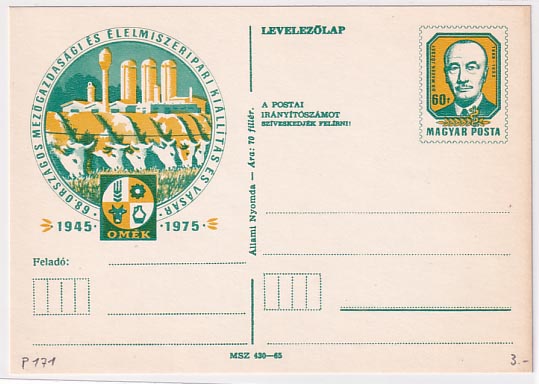 68. ORSZÁGOS MEZŐGAZDASÁGI ÉS ÉLELMISZERIPARI KIÁLLÍTÁS ÉS VÁSÁR
1945 1975
OMÉK
Feladó:
LEVELEZŐLAP
60f
MAGYAR POSTA
A POSTAI
IRÁNYÍTÓSZÁMOT
SZÍVESKEDJÉK FELÍRNI!
Állami Nyomda — Ára: 70 fillér.
MSZ 430—65
P 171
3.-